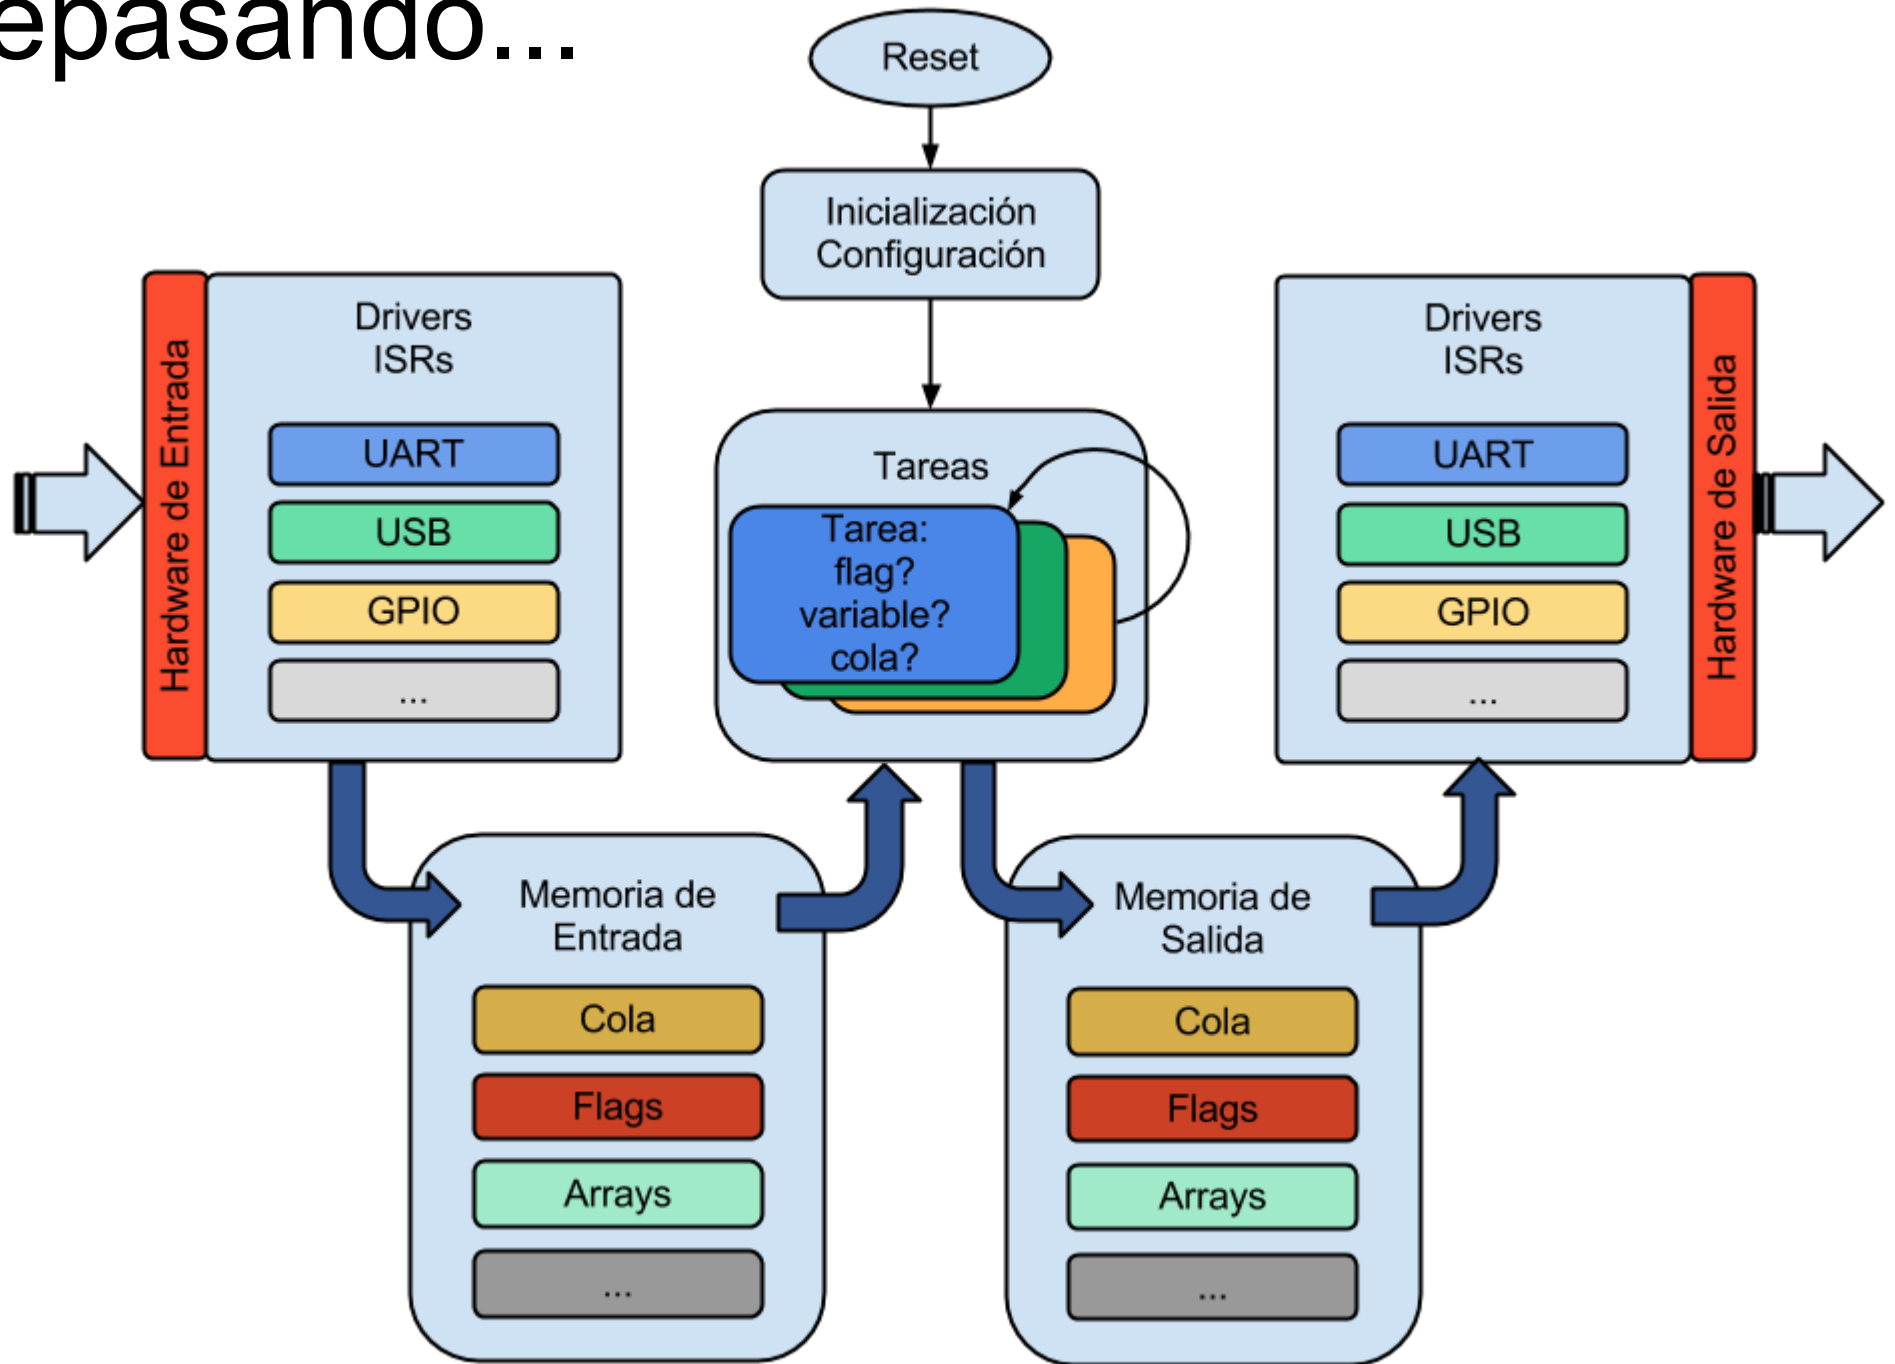 epasando...
Reset
Inicialización
Configuración
Hardware de Entrada
Drivers
ISRs
UART
USB
GPIO
...
Tareas
Tarea:
flag?
variable?
cola?
Drivers
ISRs
UART
USB
GPIO
...
Hardware de Salida
Memoria de
Entrada
Cola
Flags
Arrays
...
Memoria de
Salida
Cola
Flags
Arrays
...